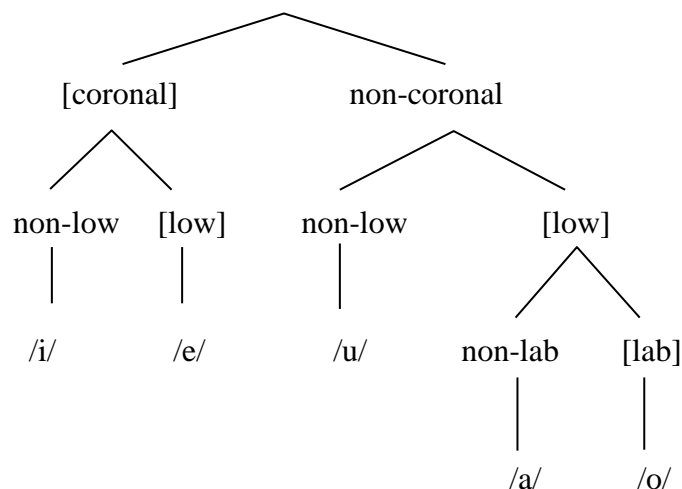 [coronal] non-coronal
non-low [low] non-low [low]
/i/ /e/ /u/ non-lab [lab]
/a/ /o/